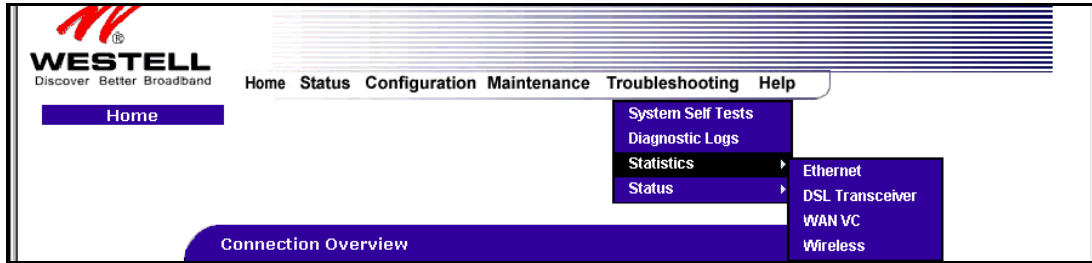 ®
WESTELL
Discover Better Broadband
Home Status Configuration Maintenance Troubleshooting Help
Home
System Self Tests
Diagnostic Logs
Statistics
Status
Ethernet
DSL Transceiver
WAN VC
Wireless
Connection Overview